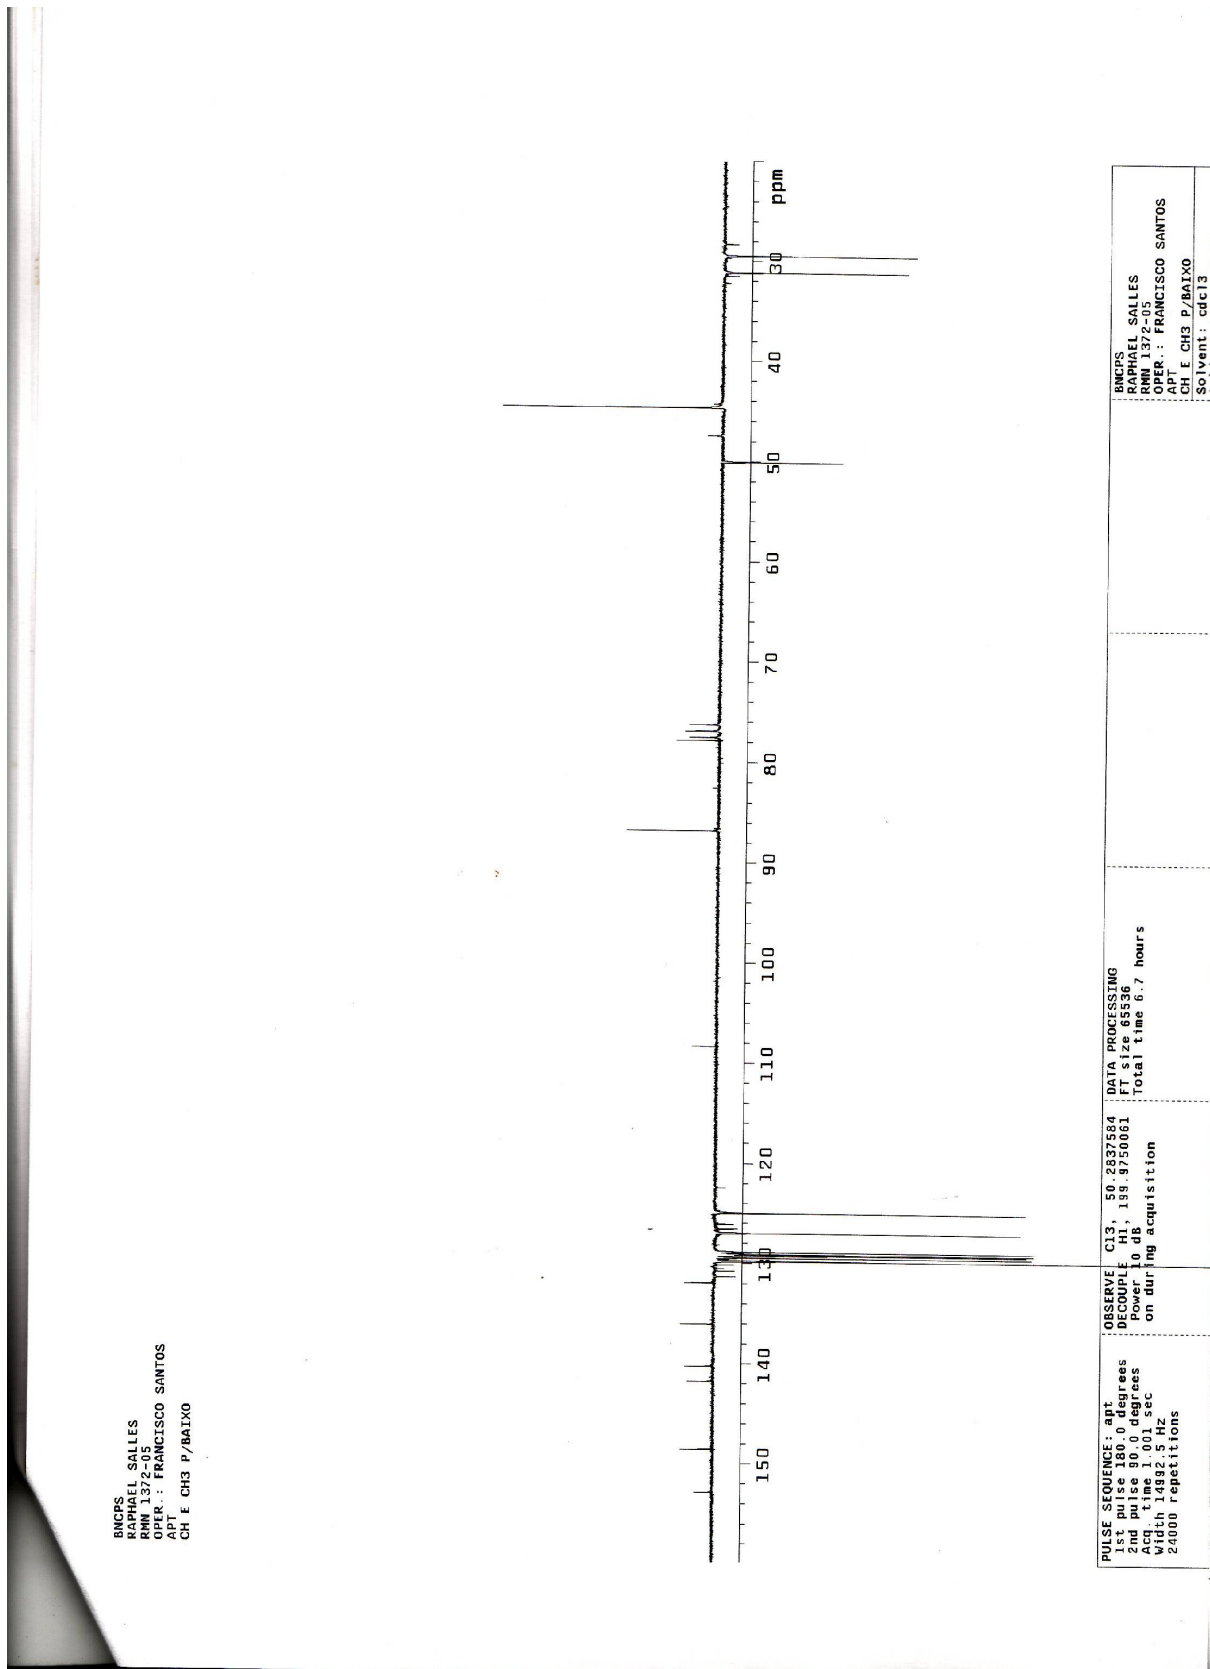 BNCPS
RAPHAEL SALLES
RMN 1372-05
OPER.: FRANCISCO SANTOS
APT
CH E CH3 P/BAIXO
150
140
130
120
110
100
90
80
70
60
50
40
30
ppm
PULSE SEQUENCE: apt
1st pulse 180.0 degrees
2nd pulse 90.0 degrees
Acq. time 1.001 sec
Width 14992.5 Hz
24000 repetitions
OBSERVE C13, 50.2837584
DECOUPLE H1, 199.9750061
Power 10 dB
on during acquisition
DATA PROCESSING
FT size 65536
Total time 6.7 hours
BNCPS
RAPHAEL SALLES
RMN 1372-05
OPER.: FRANCISCO SANTOS
APT
CH E CH3 P/BAIXO
Solvent: cdcl3